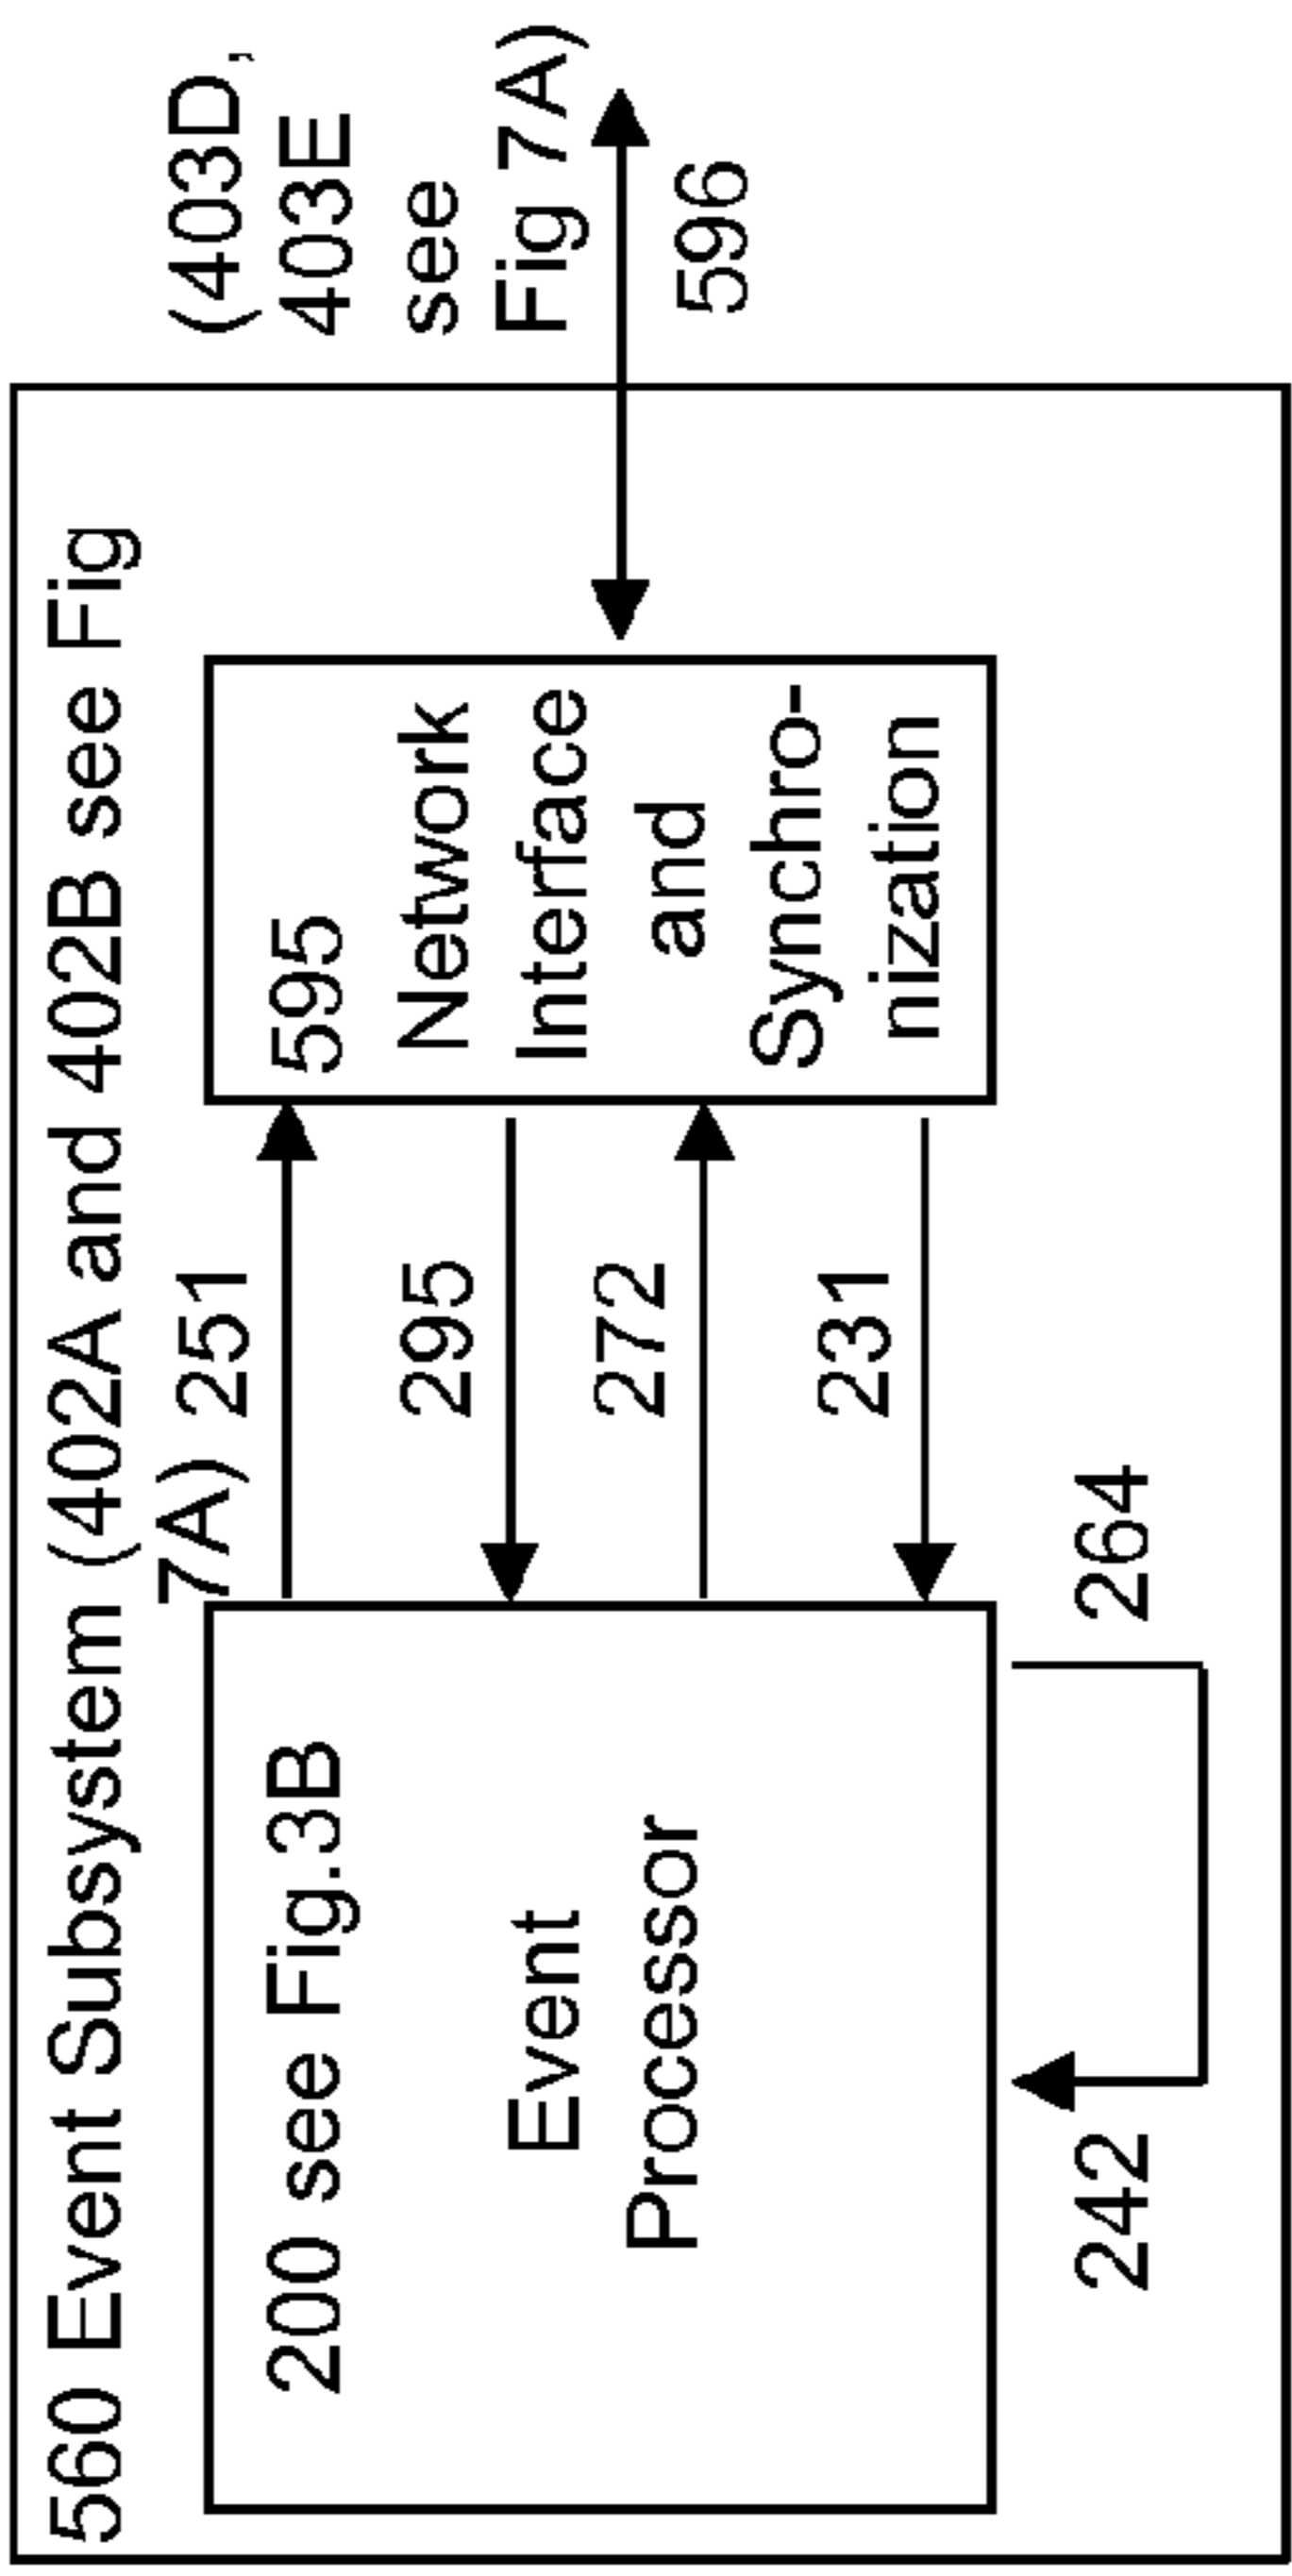 560 Event Subsystem (402A and 402B see Fig
7A)
251
(403D,
403E
see
Fig 7A)
596
200 see Fig.3B
Event
Processor
295
272
231
595
Network
Interface
and
Synchro-
nization
242
264